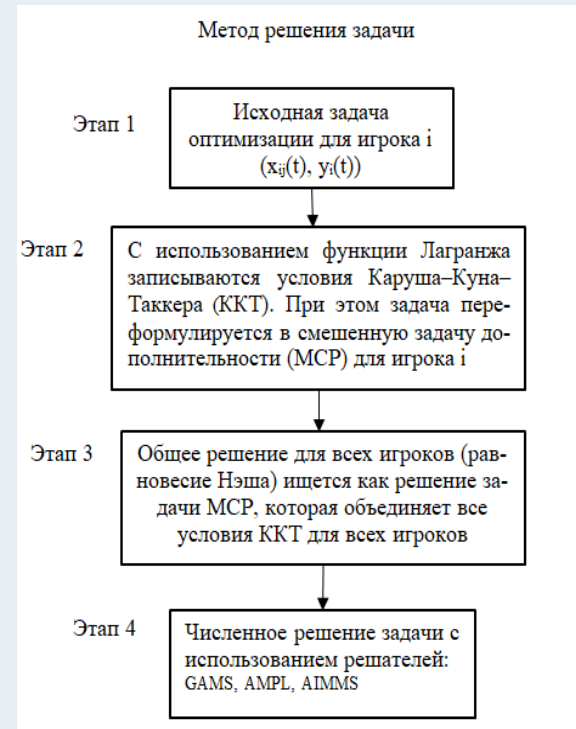 Метод решения задачи
Этап 1
Исходная задача
оптимизации для игрока i
(xᵢⱼ(t), yᵢ(t))
Этап 2
С использованием функции Лагранжа
записываются условия Каруша–Куна–
Таккера (ККТ). При этом задача пере-
формулируется в смешенную задачу до-
полнительности (МСР) для игрока i
Этап 3
Общее решение для всех игроков (рав-
новесие Нэша) ищется как решение за-
дачи МСР, которая объединяет все
условия ККТ для всех игроков
Этап 4
Численное решение задачи с
использованием решателей:
GAMS, AMPL, AIMMS